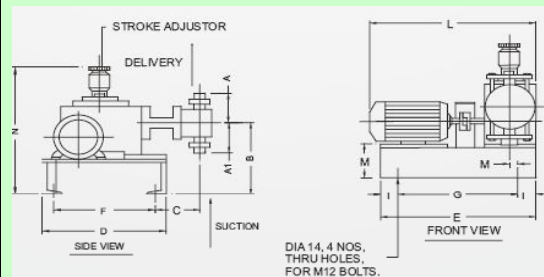 STROKE ADJUSTOR
DELIVERY
A
N
A1
B
F
C
D
SUCTION
SIDE VIEW
L
M
M
I
G
I
E
FRONT VIEW
DIA 14, 4 NOS,
THRU HOLES,
FOR M12 BOLTS.